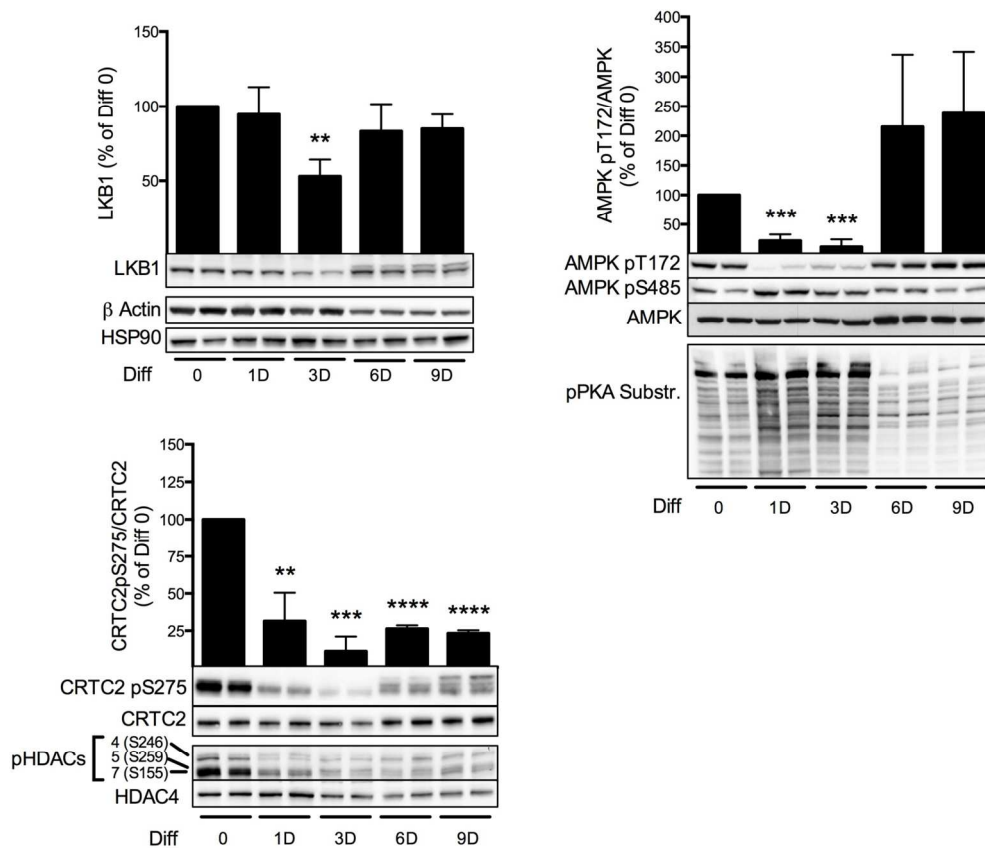 150
100
50
LKB1 (% of Diff 0)
**
LKB1
β Actin
HSP90
Diff 0 1D 3D 6D 9D
400
350
300
250
200
150
100
50
AMPK pT172/AMPK
(% of Diff 0)
*** ***
AMPK pT172
AMPK pS485
AMPK
pPKA Substr.
Diff 0 1D 3D 6D 9D
150
100
75
50
25
CRTC2pS275/CRTC2
(% of Diff 0)
** *** **** ****
CRTC2 pS275
CRTC2
pHDACs
4 (S246)
5 (S259)
7 (S155)
HDAC4
Diff 0 1D 3D 6D 9D